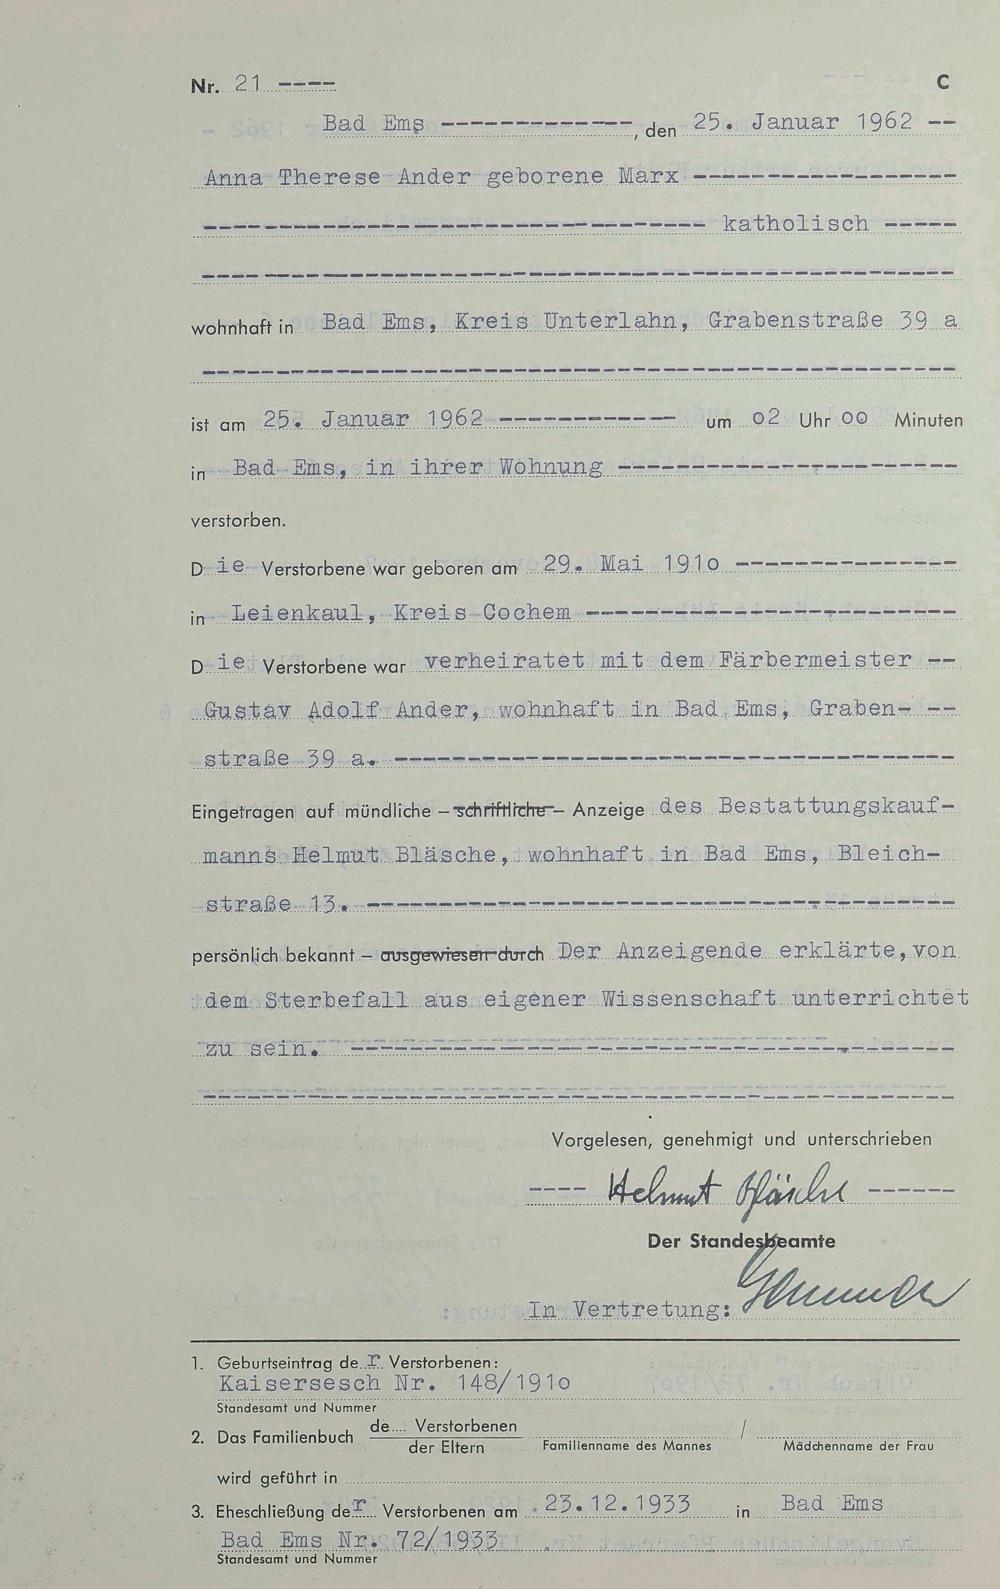 Nr. 21 ---- C
Bad Ems -------------, den 25. Januar 1962 --
Anna Therese Ander geborene Marx ------------------
---------------------------------- katholisch -----
---------------------------------------------------
wohnhaft in Bad Ems, Kreis Unterlahn, Grabenstraße 39 a
---------------------------------------------------
ist am 25. Januar 1962 ------------ um 02 Uhr 00 Minuten
in Bad Ems, in ihrer Wohnung -----------------------
verstorben.
Die Verstorbene war geboren am 29. Mai 1910 ---------------
in Leienkaul, Kreis Cochem -------------------------
Die Verstorbene war verheiratet mit dem Färbermeister --
Gustav Adolf Ander, wohnhaft in Bad Ems, Graben- --
straße 39 a. --------------------------------------
Eingetragen auf mündliche – schriftliche – Anzeige des Bestattungskauf-
manns Helmut Bläsche, wohnhaft in Bad Ems, Bleich-
straße 13. ----------------------------------------
persönlich bekannt – ausgewiesen durch Der Anzeigende erklärte, von
dem Sterbefall aus eigener Wissenschaft unterrichtet
zu sein. -----------------------------------------
---------------------------------------------------
Vorgelesen, genehmigt und unterschrieben
---- Helmut Bläsche ------
Der Standesbeamte
In Vertretung:
1. Geburtseintrag der Verstorbenen:
Kaisersesch Nr. 148/1910
Standesamt und Nummer
2. Das Familienbuch de.... Verstorbenen /
der Eltern Familienname des Mannes Mädchenname der Frau
wird geführt in
3. Eheschließung der Verstorbenen am 23.12.1933 in Bad Ems
Bad Ems Nr. 72/1933
Standesamt und Nummer